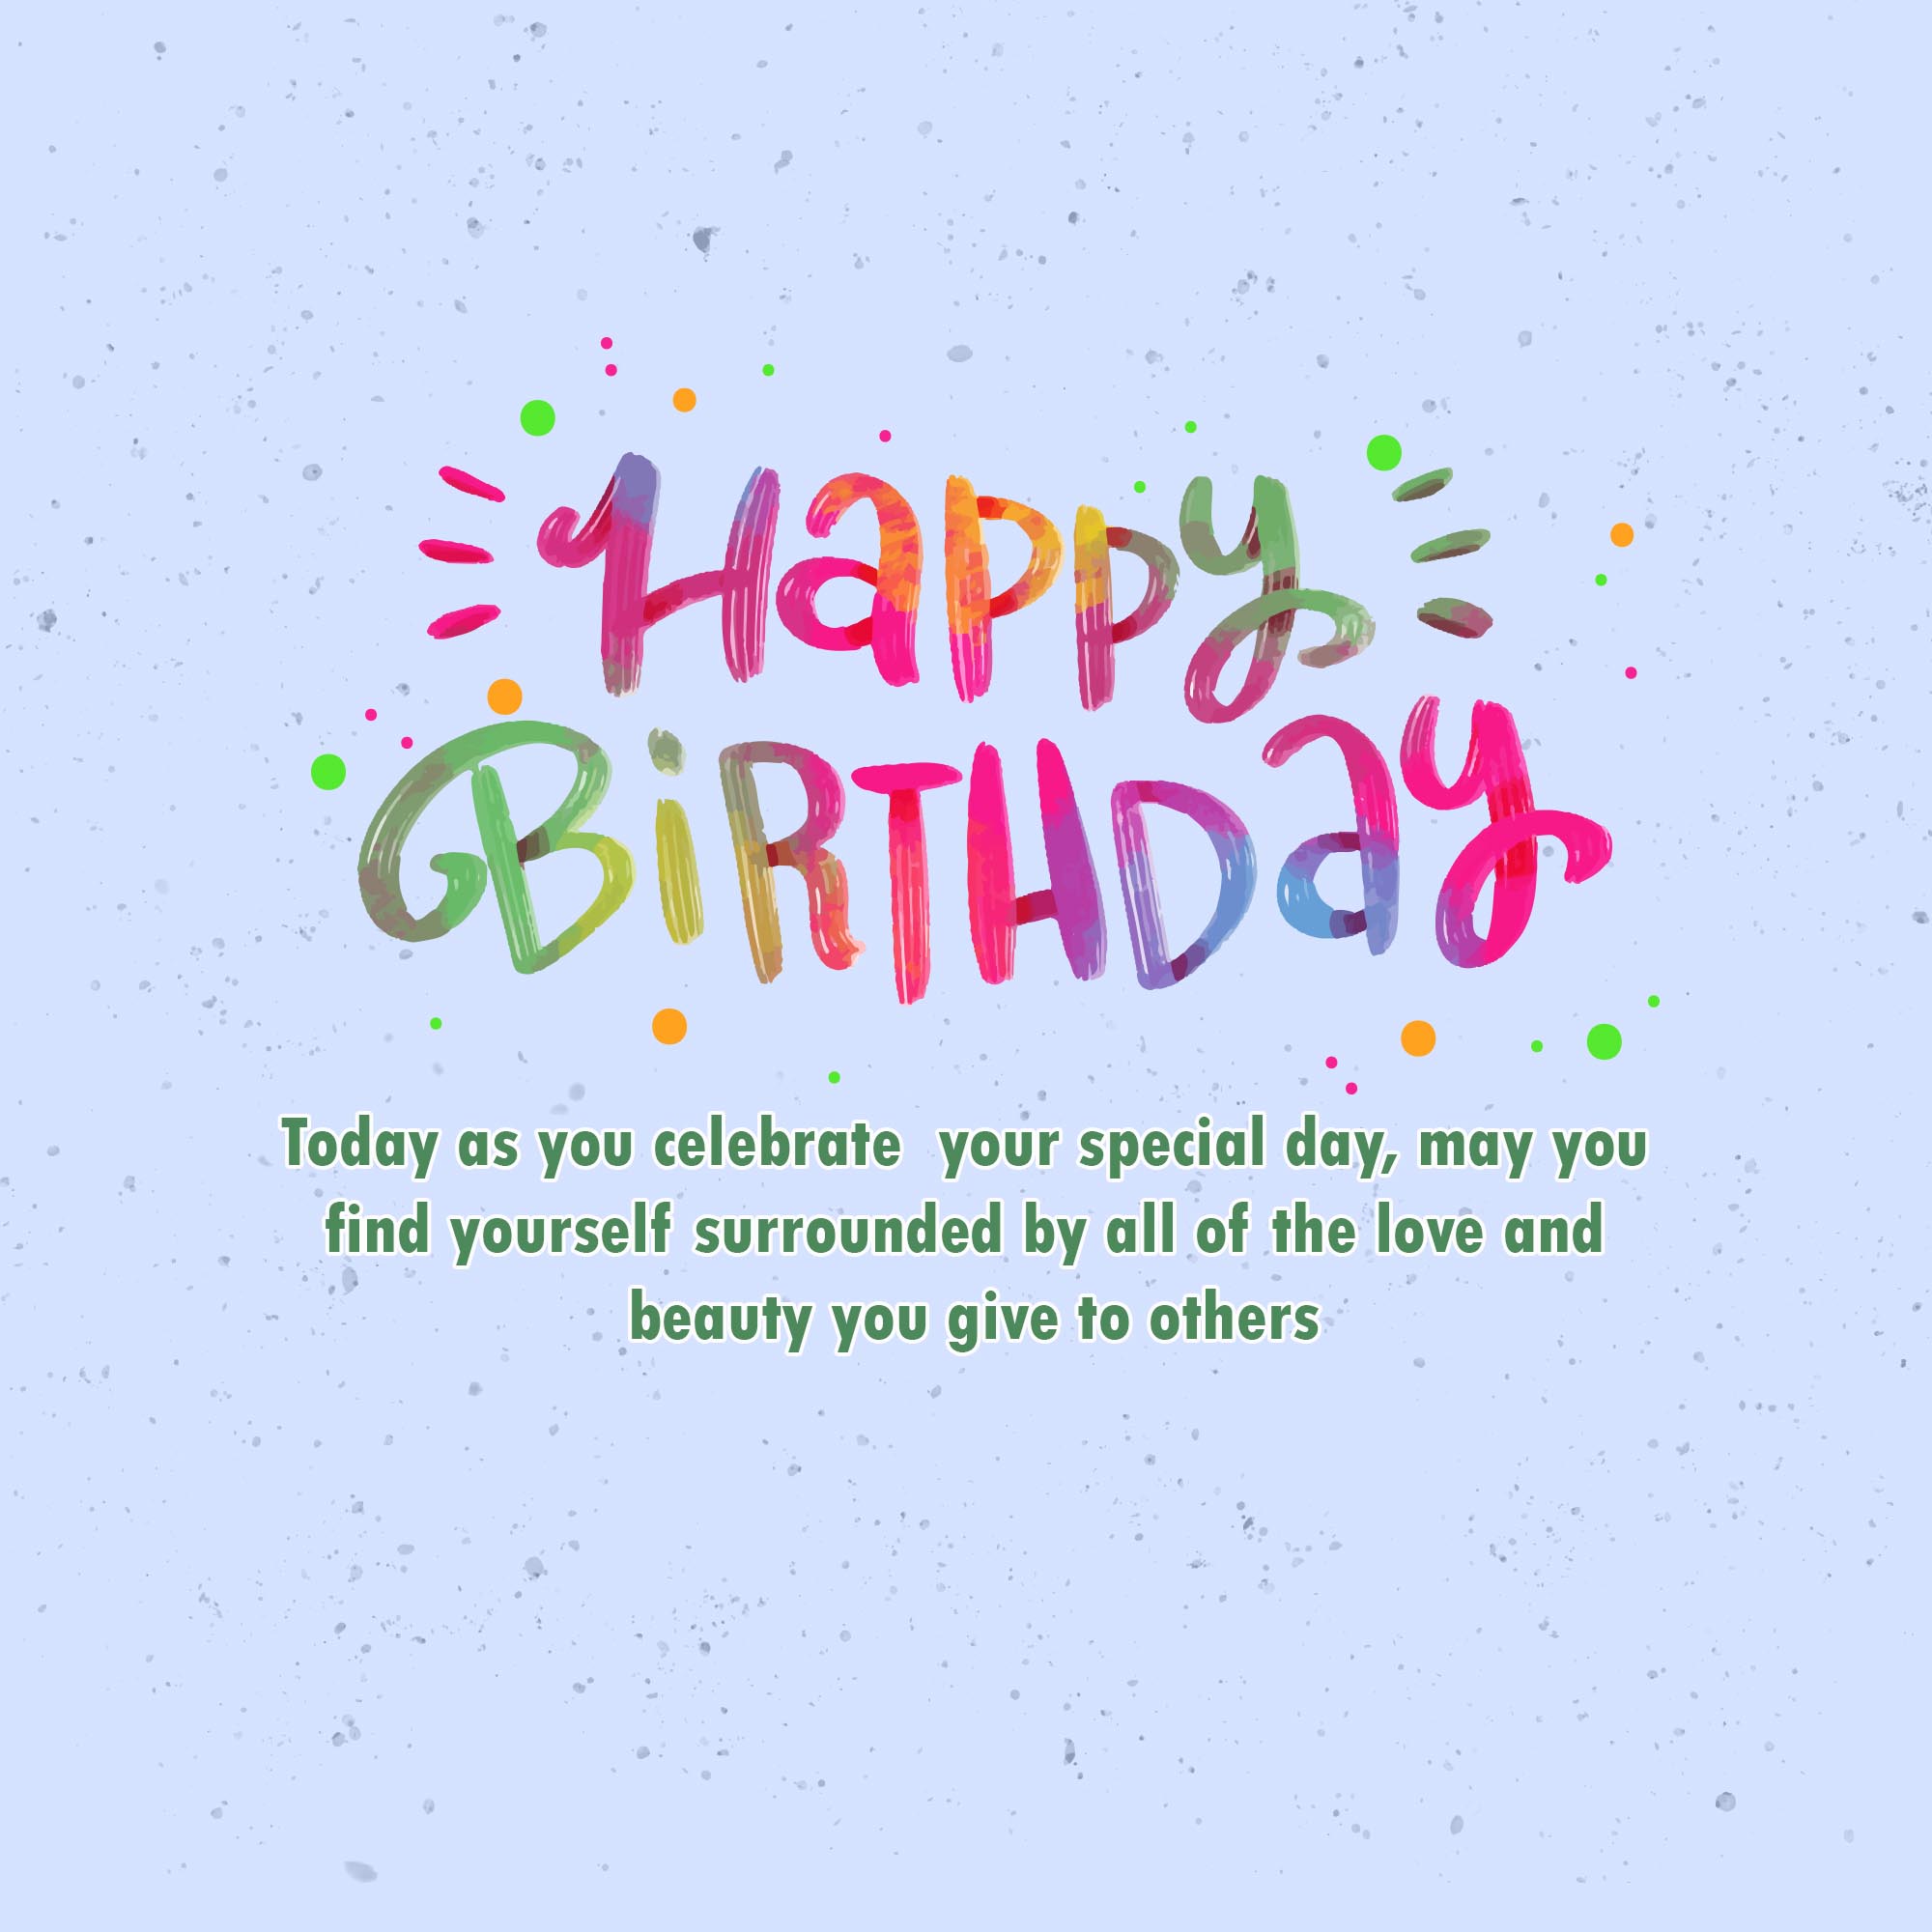 Happy
BiRTHDay
Today as you celebrate  your special day, may you
find yourself surrounded by all of the love and
beauty you give to others